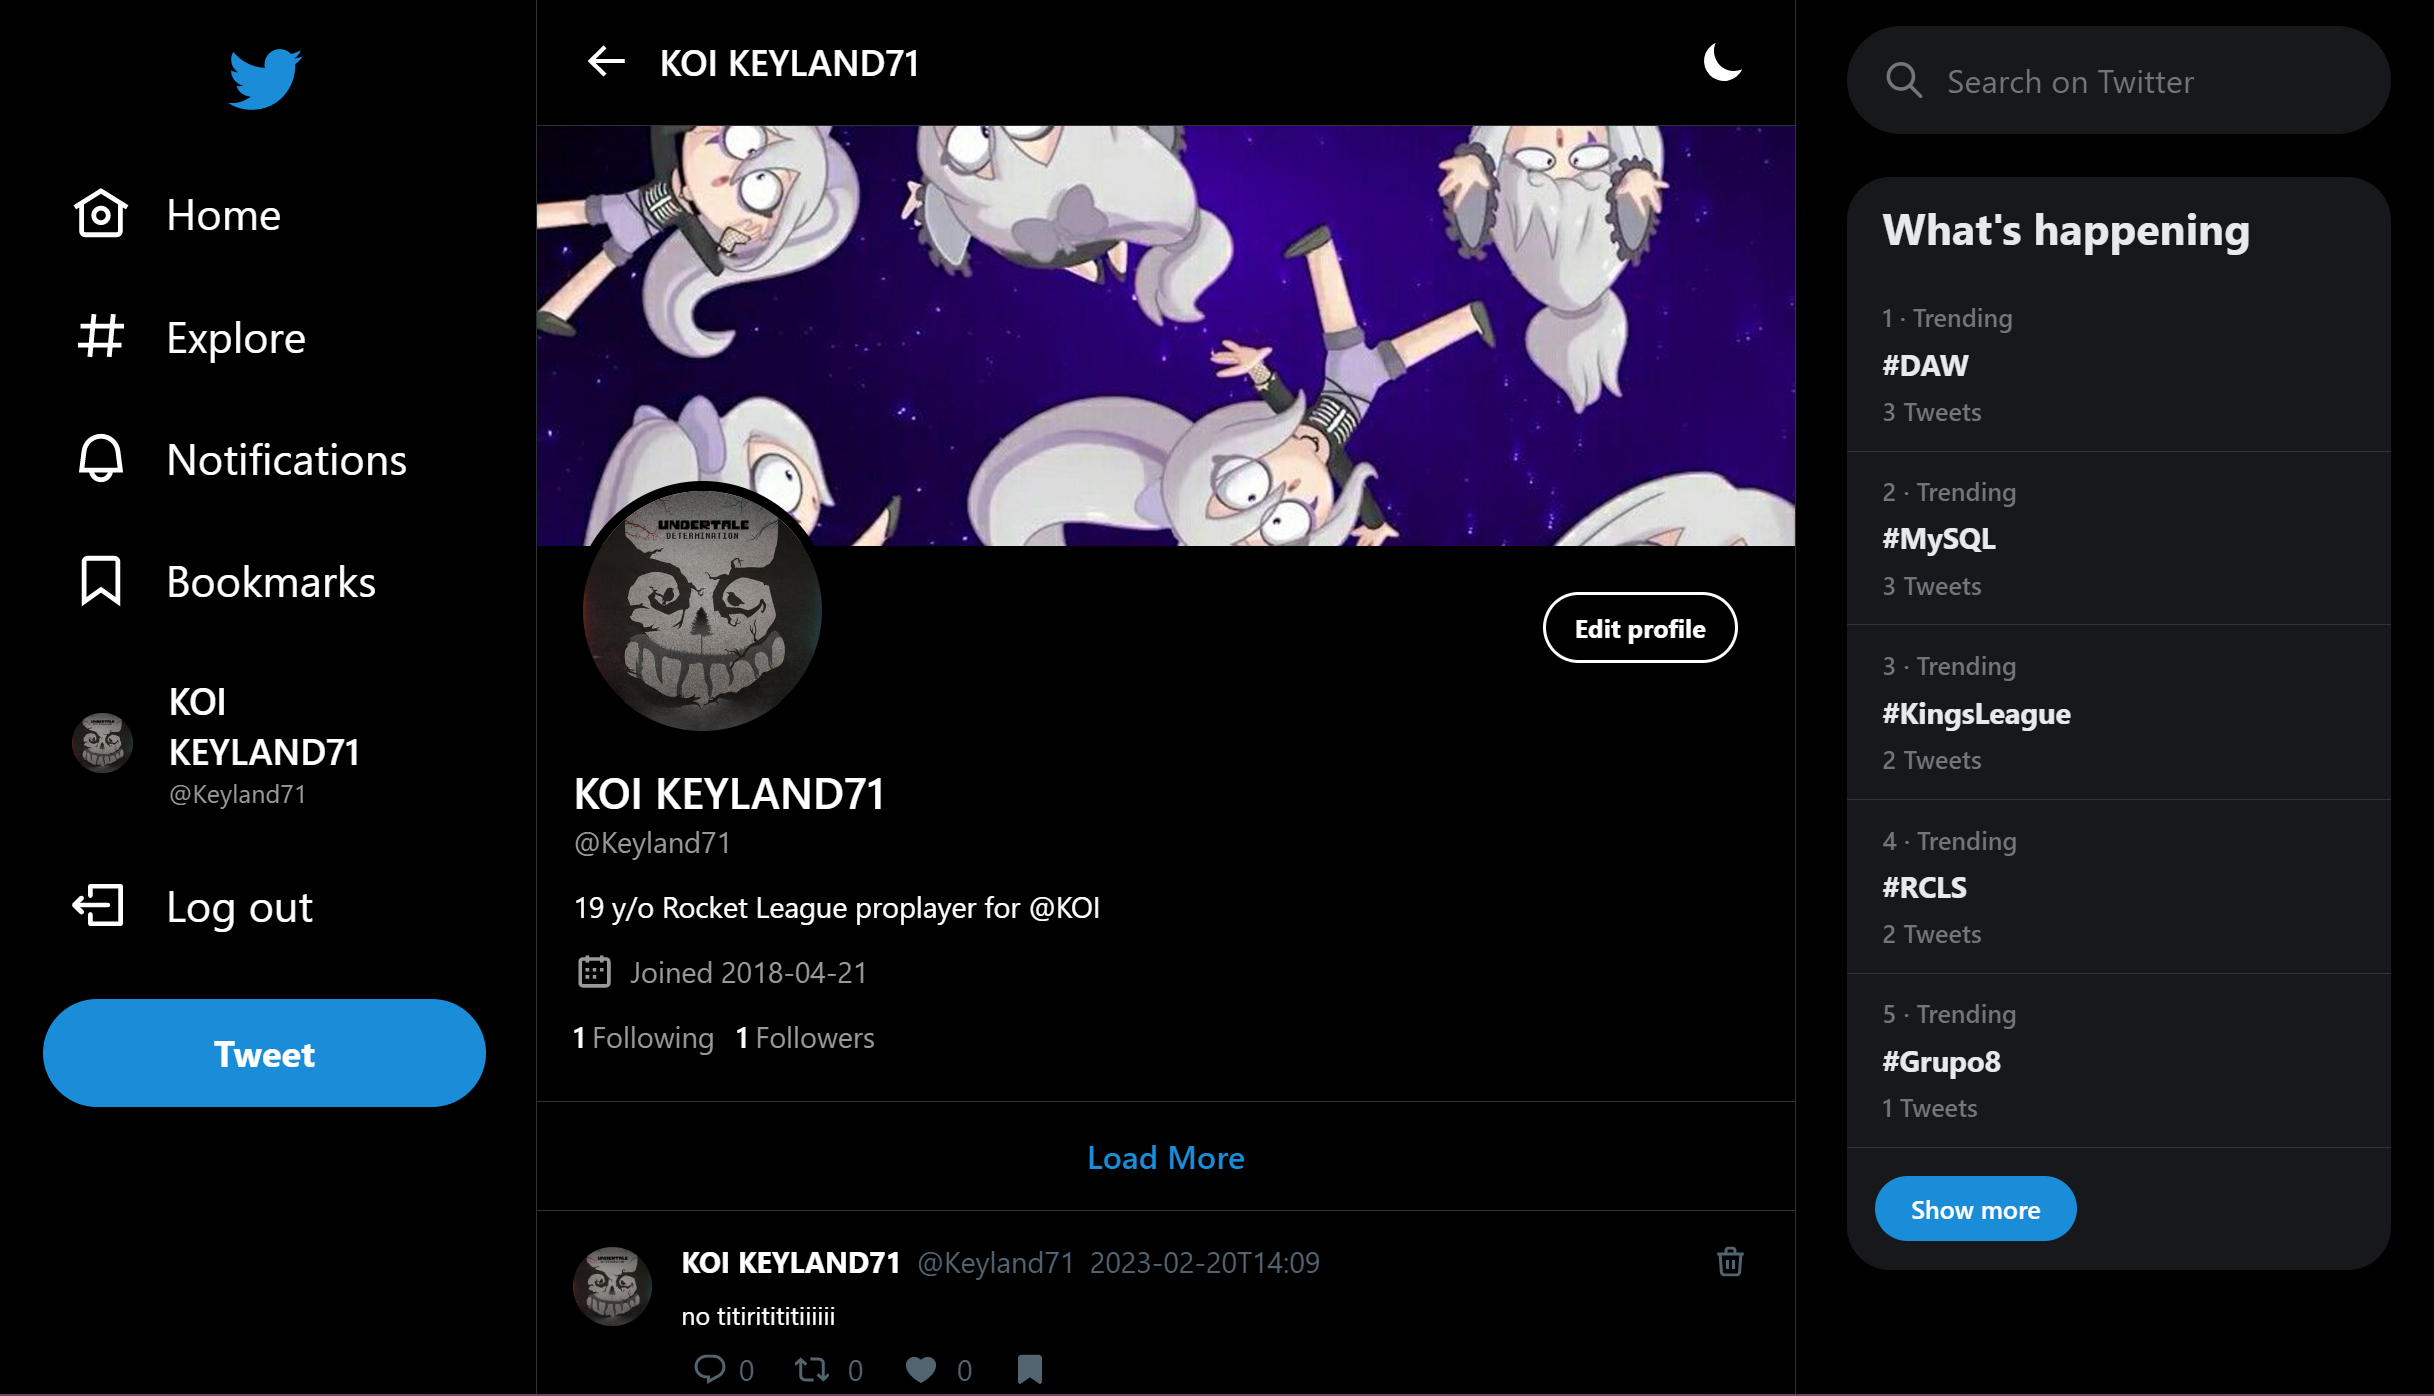 Home
Explore
Notifications
Bookmarks
KOI
KEYLAND71
@Keyland71
Log out
Tweet
KOI KEYLAND71
UNDERTALE
DETERMINATION
Edit profile
KOI KEYLAND71
@Keyland71
19 y/o Rocket League proplayer for @KOI
Joined 2018-04-21
1 Following 1 Followers
Load More
KOI KEYLAND71 @Keyland71 2023-02-20T14:09
no titiritititiiiiii
0 0 0
Search on Twitter
What's happening
1 · Trending
#DAW
3 Tweets
2 · Trending
#MySQL
3 Tweets
3 · Trending
#KingsLeague
2 Tweets
4 · Trending
#RCLS
2 Tweets
5 · Trending
#Grupo8
1 Tweets
Show more